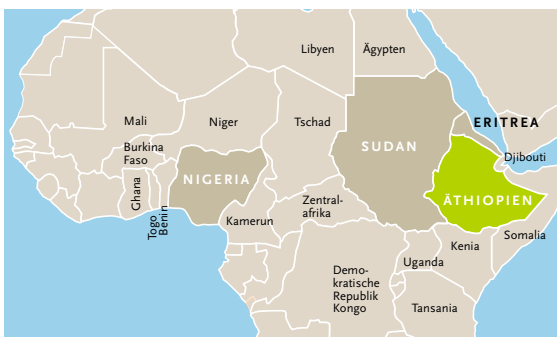 Libyen
Ägypten
Mali
Niger
Tschad
ERITREA
SUDAN
Burkina
Faso
Djibouti
NIGERIA
Ghana
Togo
Benin
Zentral-
afrika
ÄTHIOPIEN
Kamerun
Somalia
Kenia
Uganda
Demo-
kratische
Republik
Kongo
Tansania